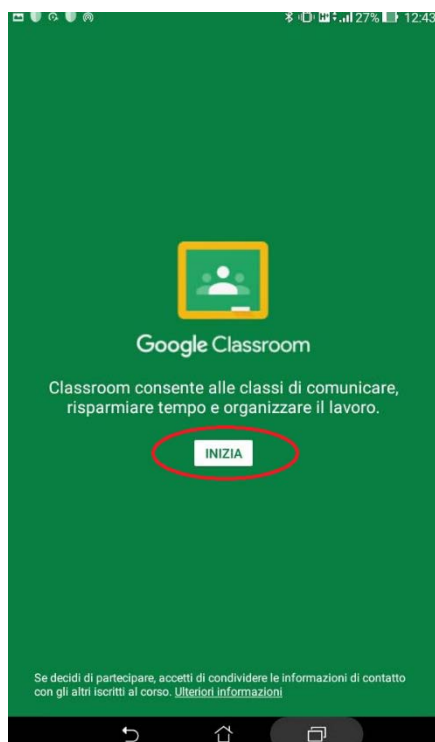 27% 12:43
Google Classroom
Classroom consente alle classi di comunicare,
risparmiare tempo e organizzare il lavoro.
INIZIA
Se decidi di partecipare, accetti di condividere le informazioni di contatto
con gli altri iscritti al corso. Ulteriori informazioni